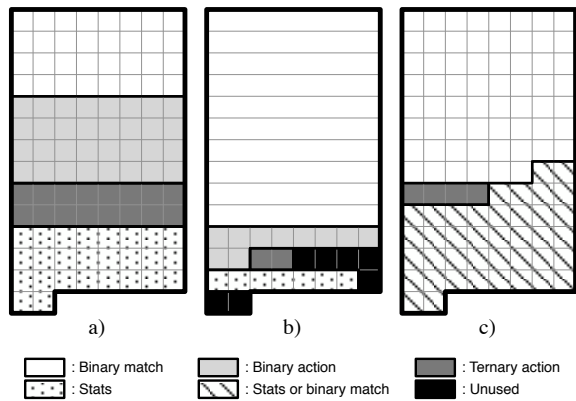 a) b) c)
: Binary match : Binary action : Ternary action
: Stats : Stats or binary match : Unused